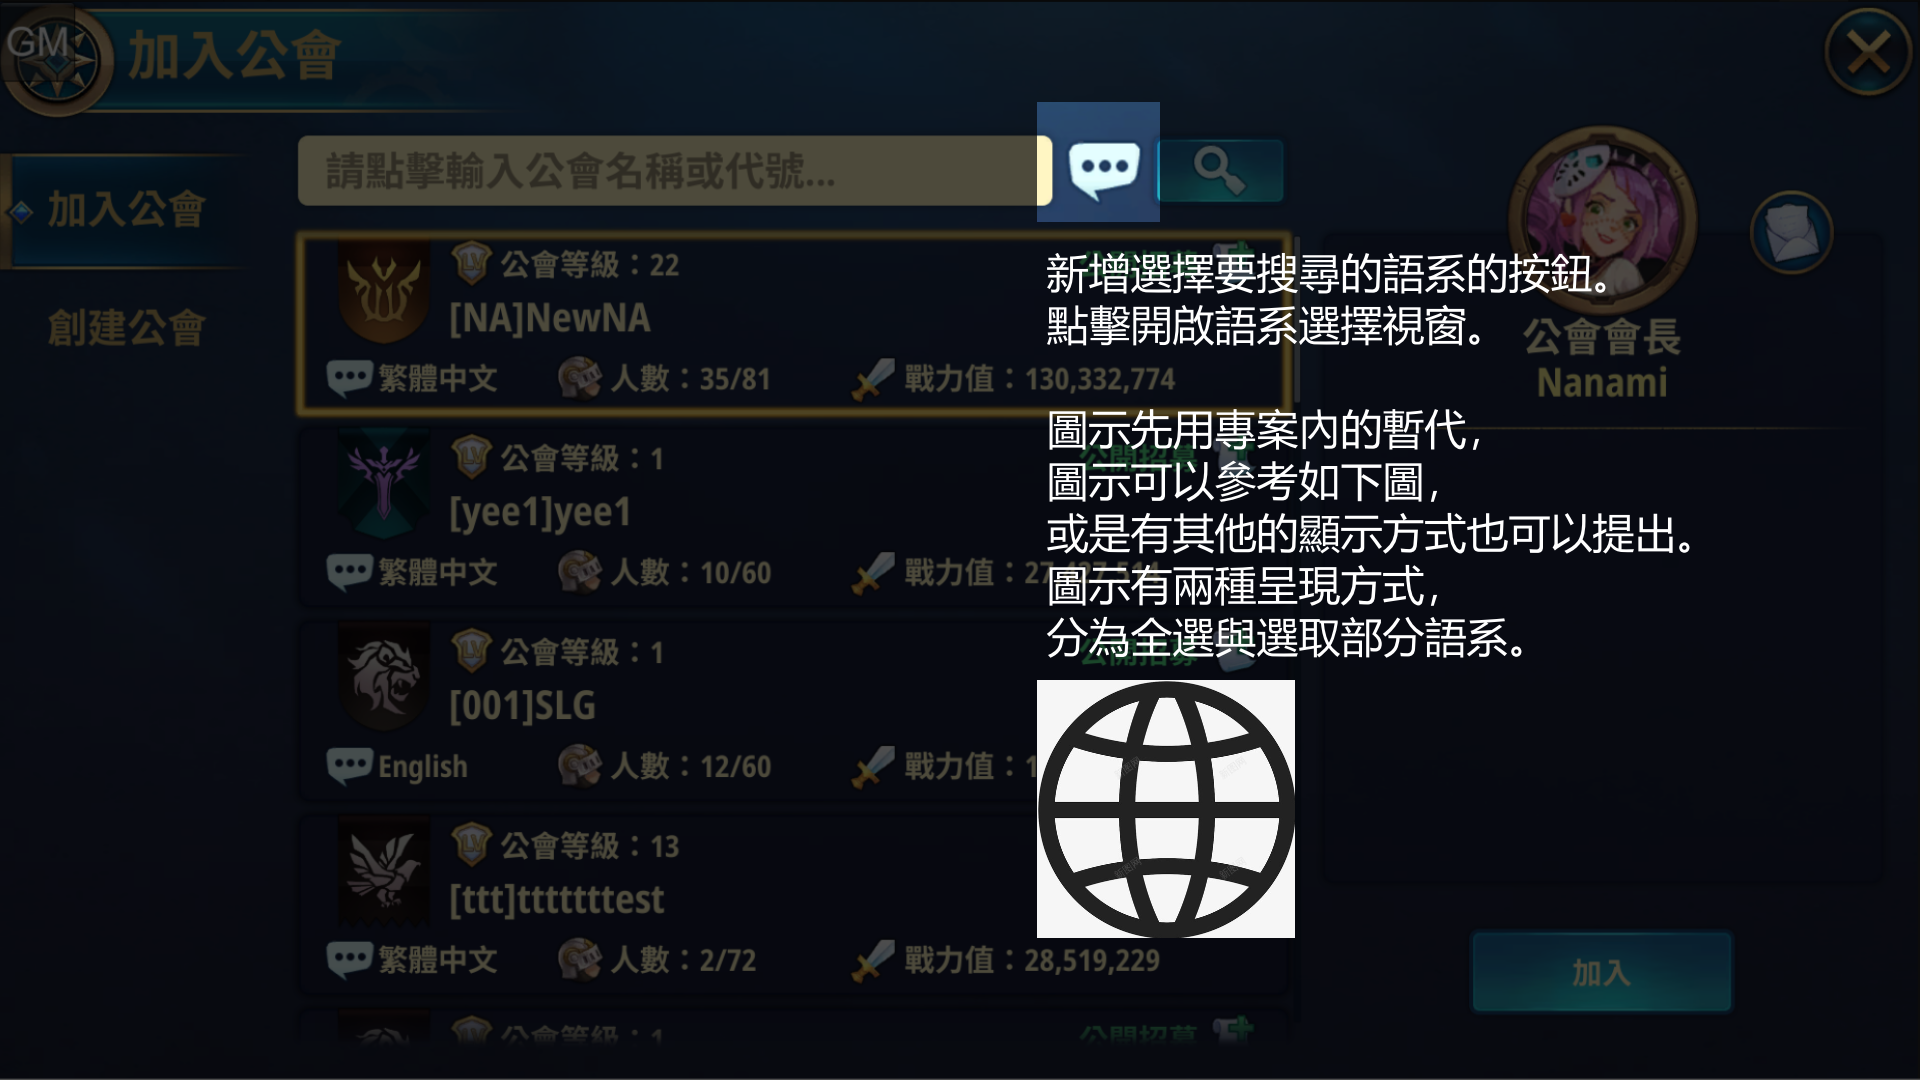 GM
加入公會
請點擊輸入公會名稱或代號...
加入公會
創建公會
LV 公會等級：22
[NA]NewNA
繁體中文 人數：35/81 戰力值：130,332,774
LV 公會等級：1
公開招募
[yee1]yee1
繁體中文 人數：10/60 戰力值：27
LV 公會等級：1
公開招募
[001]SLG
English 人數：12/60 戰力值：1
LV 公會等級：13
[ttt]tttttttest
繁體中文 人數：2/72 戰力值：28,519,229
LV 公會等級：1
公開招募
新增選擇要搜尋的語系的按鈕。
點擊開啟語系選擇視窗。
圖示先用專案內的暫代，
圖示可以參考如下圖，
或是有其他的顯示方式也可以提出。
圖示有兩種呈現方式，
分為全選與選取部分語系。
公會會長
Nanami
加入